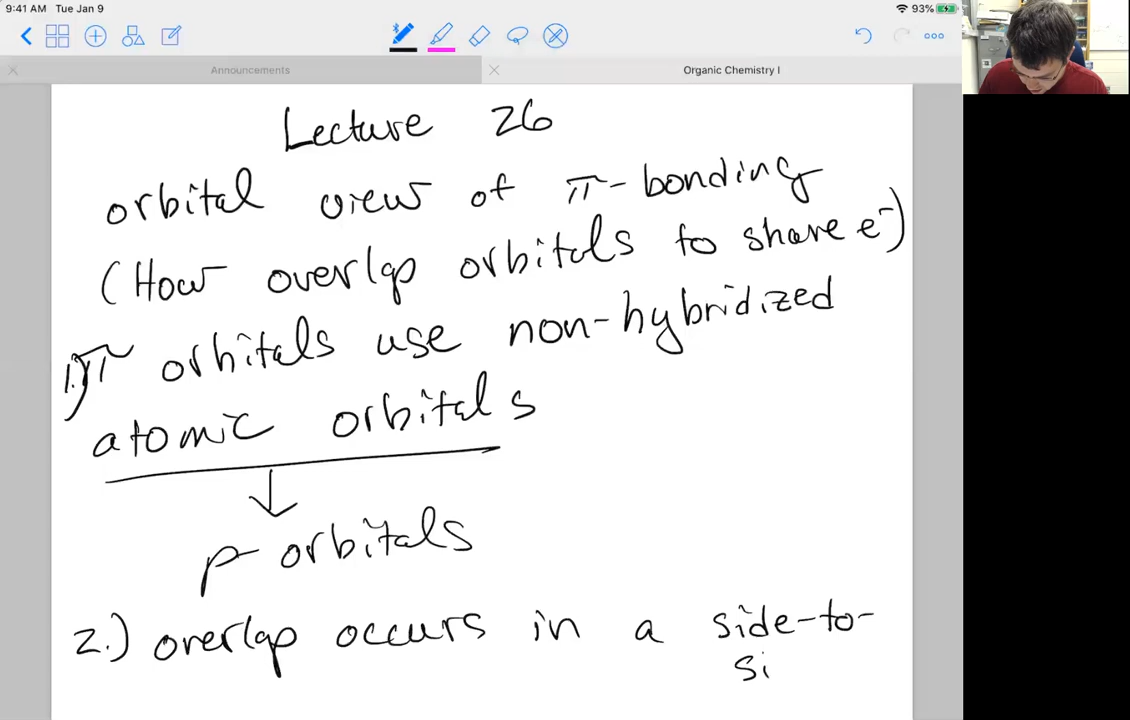 9:41 AM Tue Jan 9
93%
Announcements
Organic Chemistry I
Lecture 26
orbital view of π-bonding
(How overlap orbitals to share e-)
1.) π orbitals use non-hybridized
atomic orbitals
↓
p orbitals
2.) overlap occurs in a side-to-
si